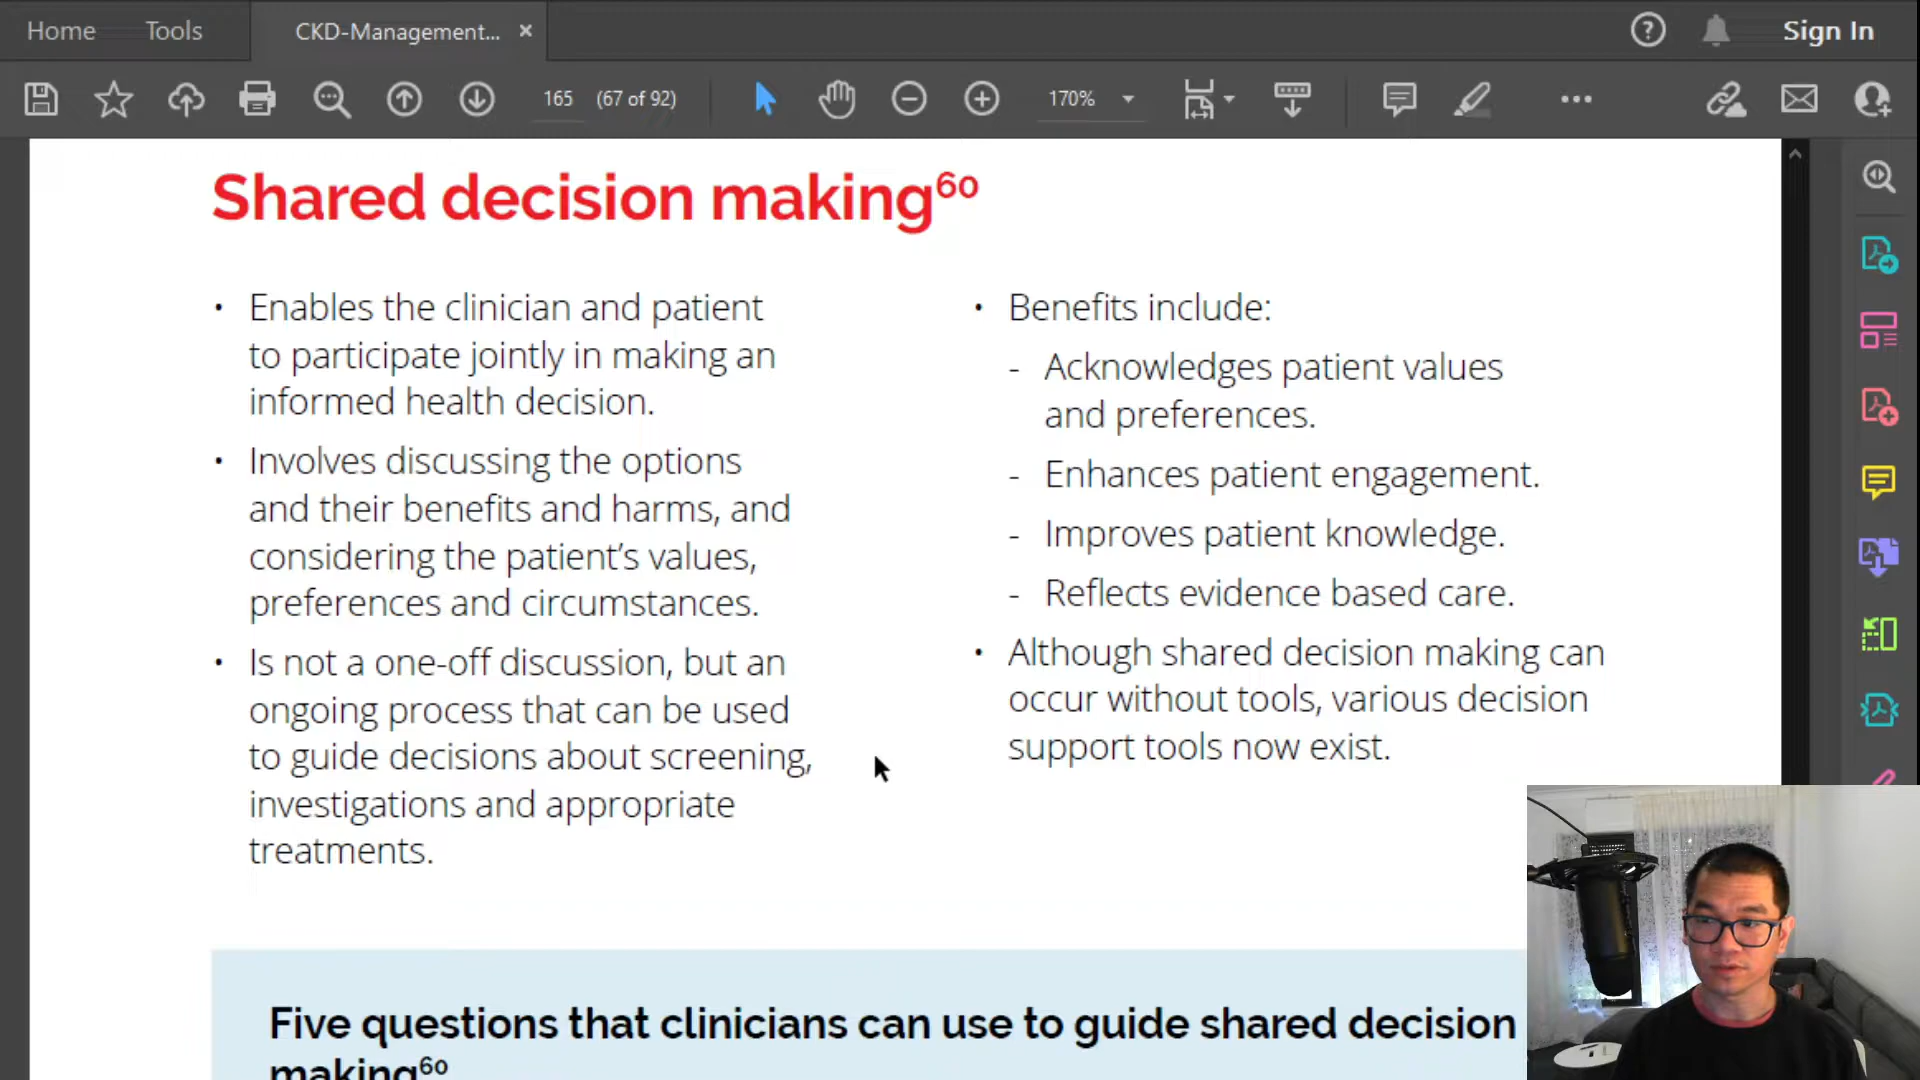 Home Tools CKD-Management... × Sign In
165 (67 of 92) 170%
Shared decision making⁶⁰
• Enables the clinician and patient
to participate jointly in making an
informed health decision.
• Involves discussing the options
and their benefits and harms, and
considering the patient's values,
preferences and circumstances.
• Is not a one-off discussion, but an
ongoing process that can be used
to guide decisions about screening,
investigations and appropriate
treatments.
• Benefits include:
- Acknowledges patient values
and preferences.
- Enhances patient engagement.
- Improves patient knowledge.
- Reflects evidence based care.
• Although shared decision making can
occur without tools, various decision
support tools now exist.
Five questions that clinicians can use to guide shared decision
making⁶⁰